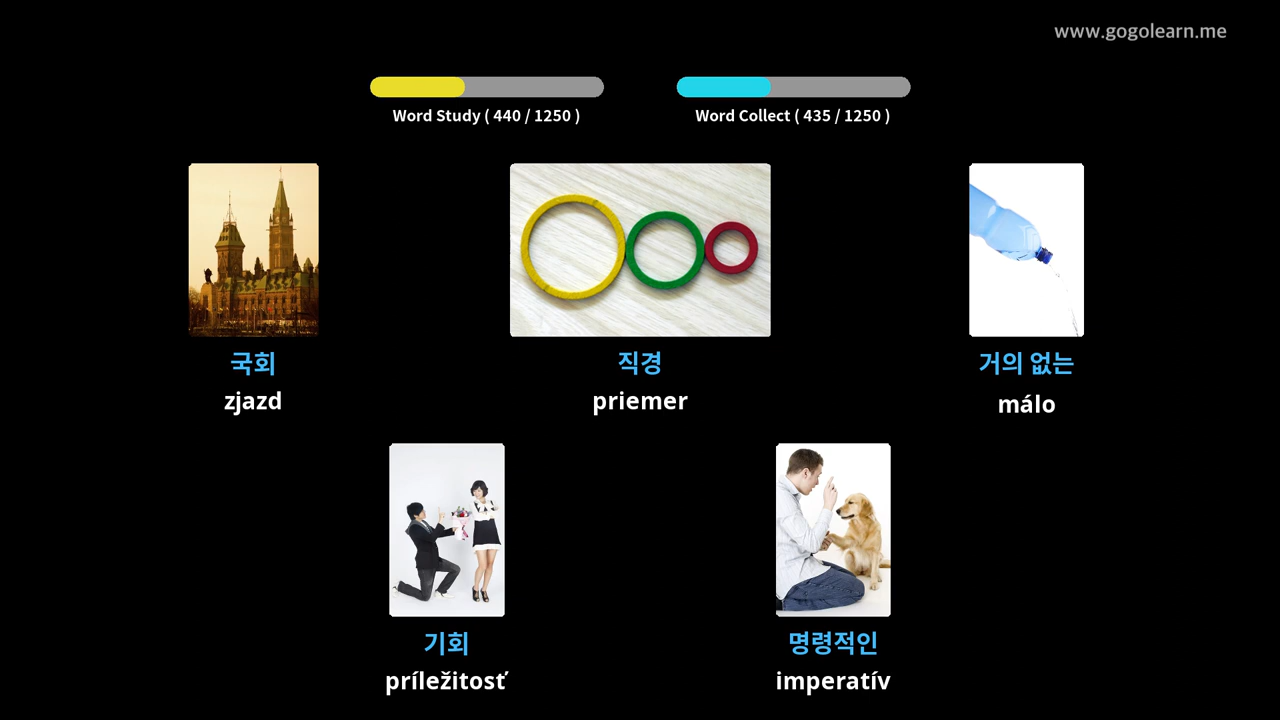 www.gogolearn.me
Word Study ( 440 / 1250 )
Word Collect ( 435 / 1250 )
국회
zjazd
직경
priemer
거의 없는
málo
기회
príležitosť
명령적인
imperatív